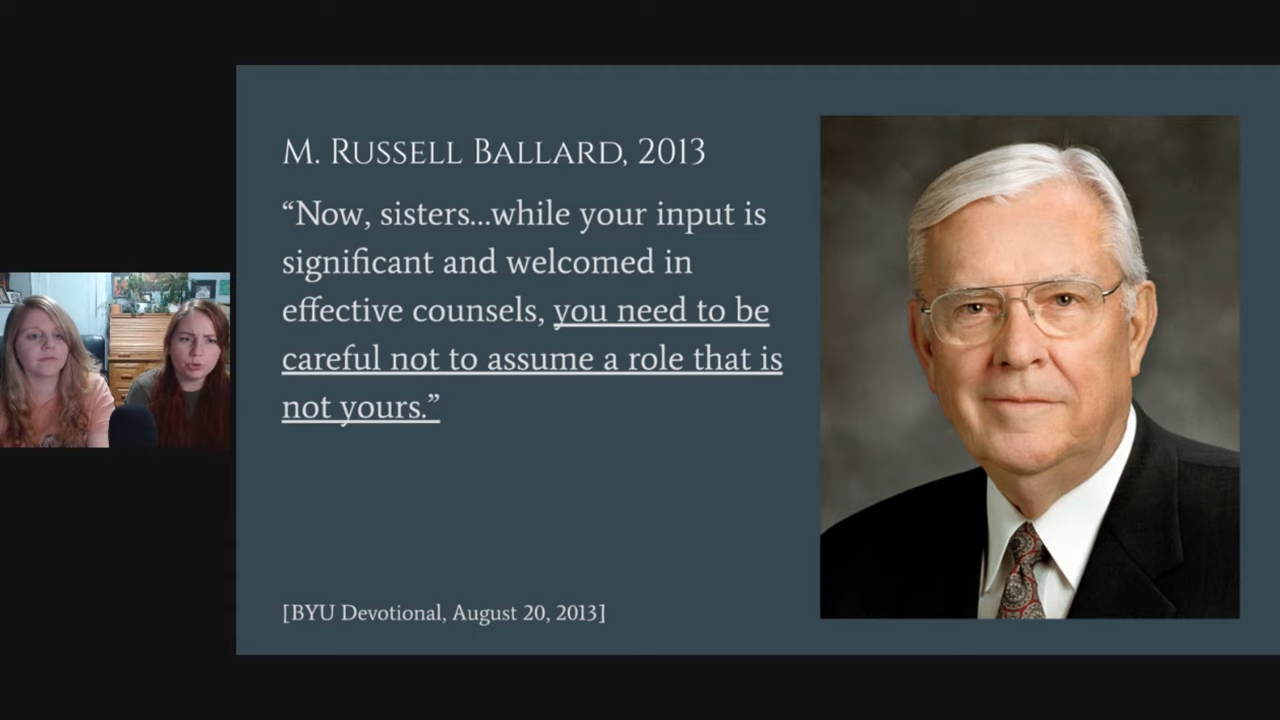 M. Russell Ballard, 2013
“Now, sisters...while your input is
significant and welcomed in
effective counsels, you need to be
careful not to assume a role that is
not yours.”
[BYU Devotional, August 20, 2013]